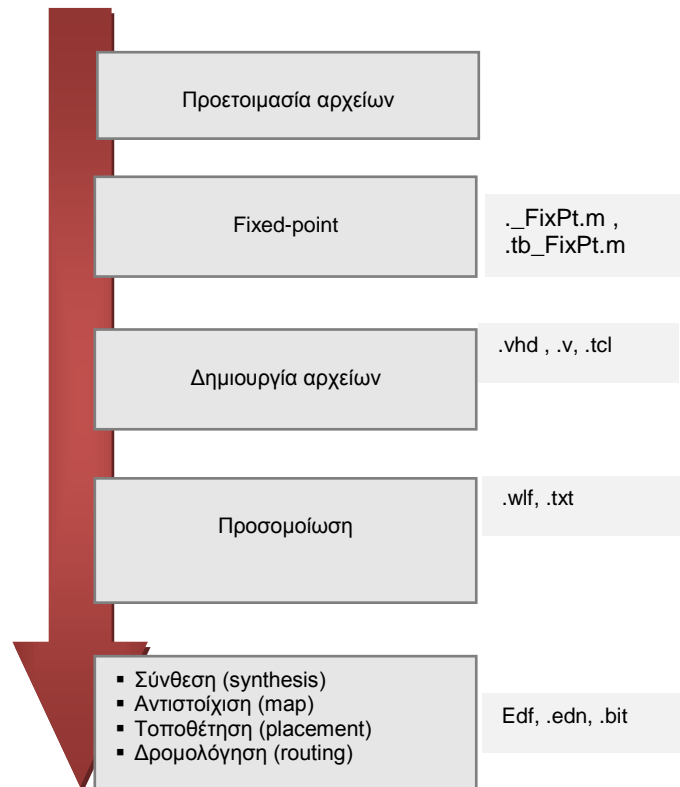 Προετοιμασία αρχείων
Fixed-point
._FixPt.m ,
.tb_FixPt.m
Δημιουργία αρχείων
.vhd , .v, .tcl
Προσομοίωση
.wlf, .txt
▪ Σύνθεση (synthesis)
▪ Αντιστοίχιση (map)
▪ Τοποθέτηση (placement)
▪ Δρομολόγηση (routing)
Edf, .edn, .bit